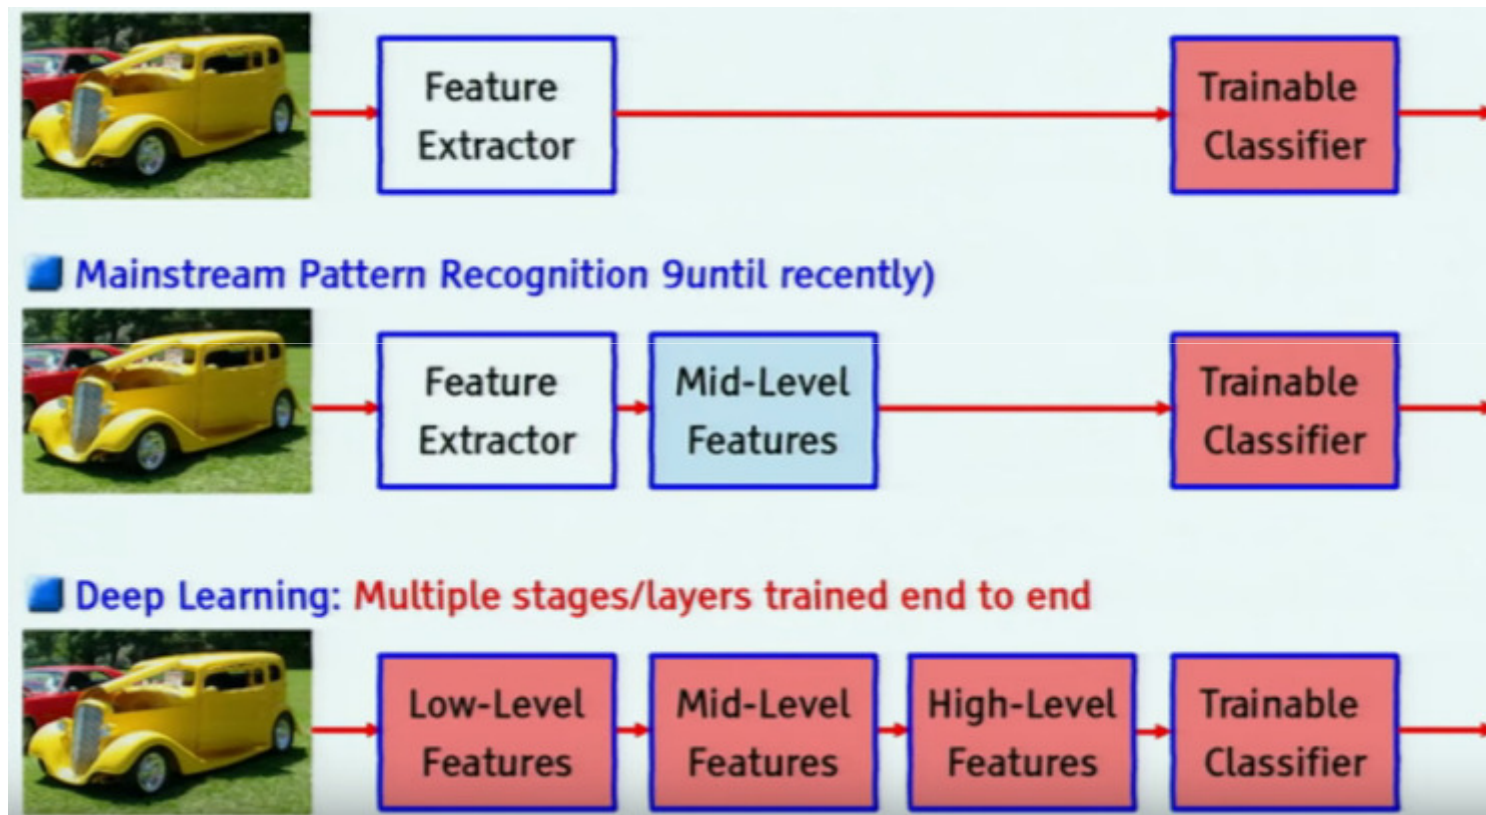 Feature
Extractor
Trainable
Classifier
Mainstream Pattern Recognition 9until recently)
Feature
Extractor
Mid-Level
Features
Trainable
Classifier
Deep Learning: Multiple stages/layers trained end to end
Low-Level
Features
Mid-Level
Features
High-Level
Features
Trainable
Classifier